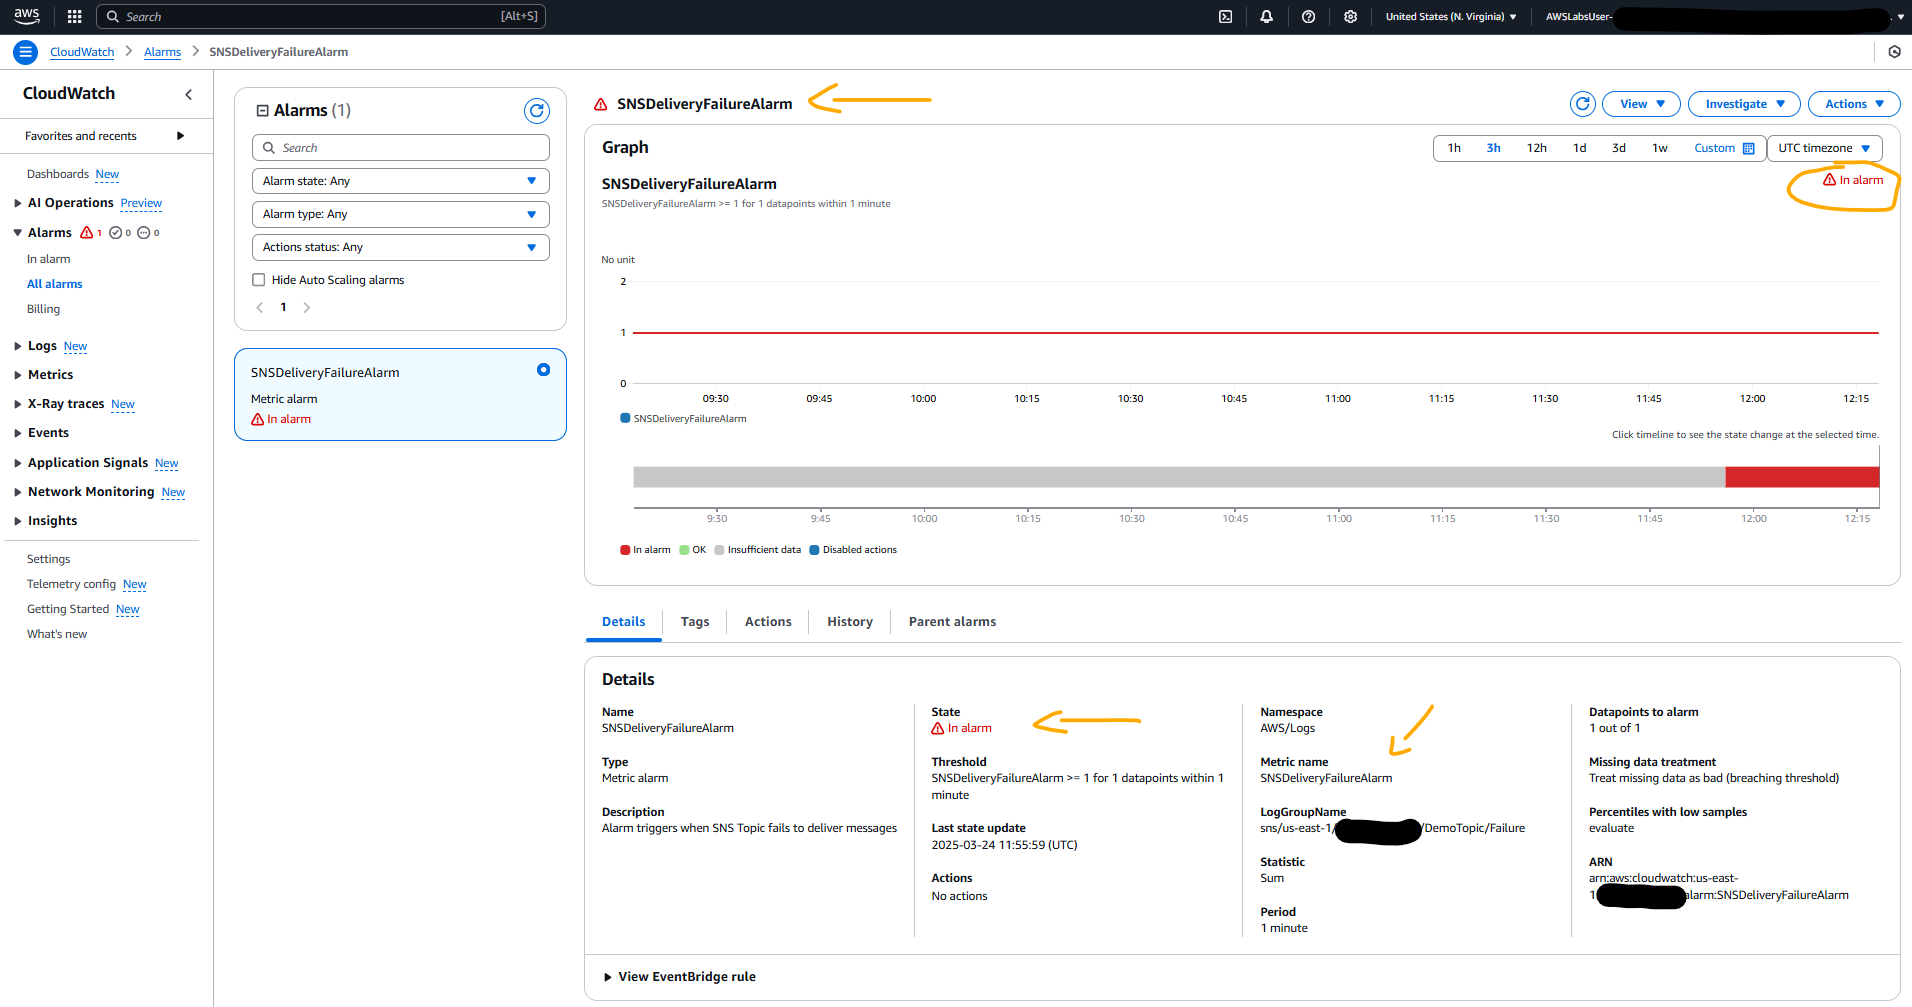 aws
Search [Alt+S]
United States (N. Virginia)
AWSLabsUser-
CloudWatch
Alarms
SNSDeliveryFailureAlarm
CloudWatch
Favorites and recents
Dashboards New
AI Operations Preview
Alarms 1 0 0
In alarm
All alarms
Billing
Logs New
Metrics
X-Ray traces New
Events
Application Signals New
Network Monitoring New
Insights
Settings
Telemetry config New
Getting Started New
What's new
Alarms (1)
Search
Alarm state: Any
Alarm type: Any
Actions status: Any
Hide Auto Scaling alarms
1
SNSDeliveryFailureAlarm
Metric alarm
In alarm
SNSDeliveryFailureAlarm
View
Investigate
Actions
Graph
1h 3h 12h 1d 3d 1w Custom
UTC timezone
SNSDeliveryFailureAlarm
In alarm
SNSDeliveryFailureAlarm >= 1 for 1 datapoints within 1 minute
No unit
2
1
0
09:30 09:45 10:00 10:15 10:30 10:45 11:00 11:15 11:30 11:45 12:00 12:15
SNSDeliveryFailureAlarm
Click timeline to see the state change at the selected time.
9:30 9:45 10:00 10:15 10:30 10:45 11:00 11:15 11:30 11:45 12:00 12:15
In alarm OK Insufficient data Disabled actions
Details Tags Actions History Parent alarms
Details
Name
SNSDeliveryFailureAlarm
Type
Metric alarm
Description
Alarm triggers when SNS Topic fails to deliver messages
State
In alarm
Threshold
SNSDeliveryFailureAlarm >= 1 for 1 datapoints within 1
minute
Last state update
2025-03-24 11:55:59 (UTC)
Actions
No actions
Namespace
AWS/Logs
Metric name
SNSDeliveryFailureAlarm
LogGroupName
sns/us-east-1/ /DemoTopic/Failure
Statistic
Sum
Period
1 minute
Datapoints to alarm
1 out of 1
Missing data treatment
Treat missing data as bad (breaching threshold)
Percentiles with low samples
evaluate
ARN
arn:aws:cloudwatch:us-east-
1 alarm:SNSDeliveryFailureAlarm
View EventBridge rule